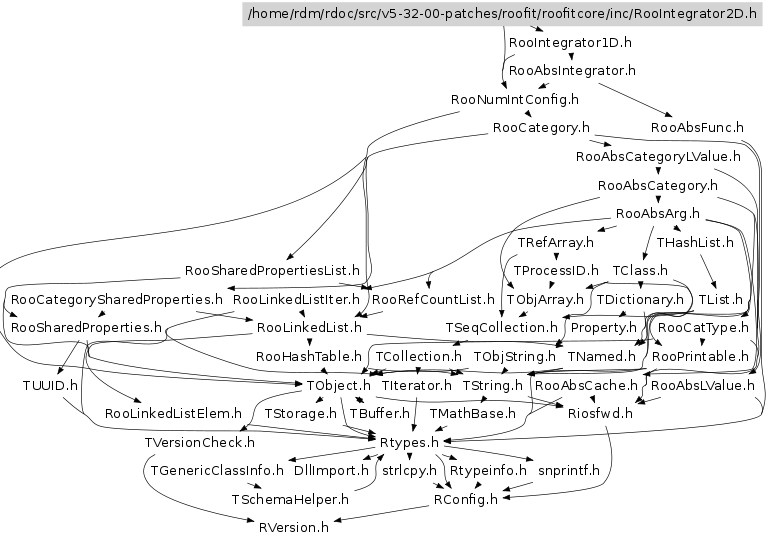 /home/rdm/rdoc/src/v5-32-00-patches/roofit/roofitcore/inc/RooIntegrator2D.h
RooIntegrator1D.h
RooAbsIntegrator.h
RooNumIntConfig.h
RooCategory.h RooAbsFunc.h
RooAbsCategoryLValue.h
RooAbsCategory.h
RooAbsArg.h
TRefArray.h THashList.h
RooSharedPropertiesList.h TProcessID.h TClass.h
RooCategorySharedProperties.h RooLinkedListIter.h RooRefCountList.h TObjArray.h TDictionary.h TList.h
RooSharedProperties.h RooLinkedList.h TSeqCollection.h Property.h RooCatType.h
RooHashTable.h TCollection.h TObjString.h TNamed.h RooPrintable.h
TUUID.h TObject.h TIterator.h TString.h RooAbsCache.h RooAbsLValue.h
RooLinkedListElem.h TStorage.h TBuffer.h TMathBase.h Riosfwd.h
TVersionCheck.h Rtypes.h
TGenericClassInfo.h DllImport.h strlcpy.h Rtypeinfo.h snprintf.h
TSchemaHelper.h RConfig.h
RVersion.h